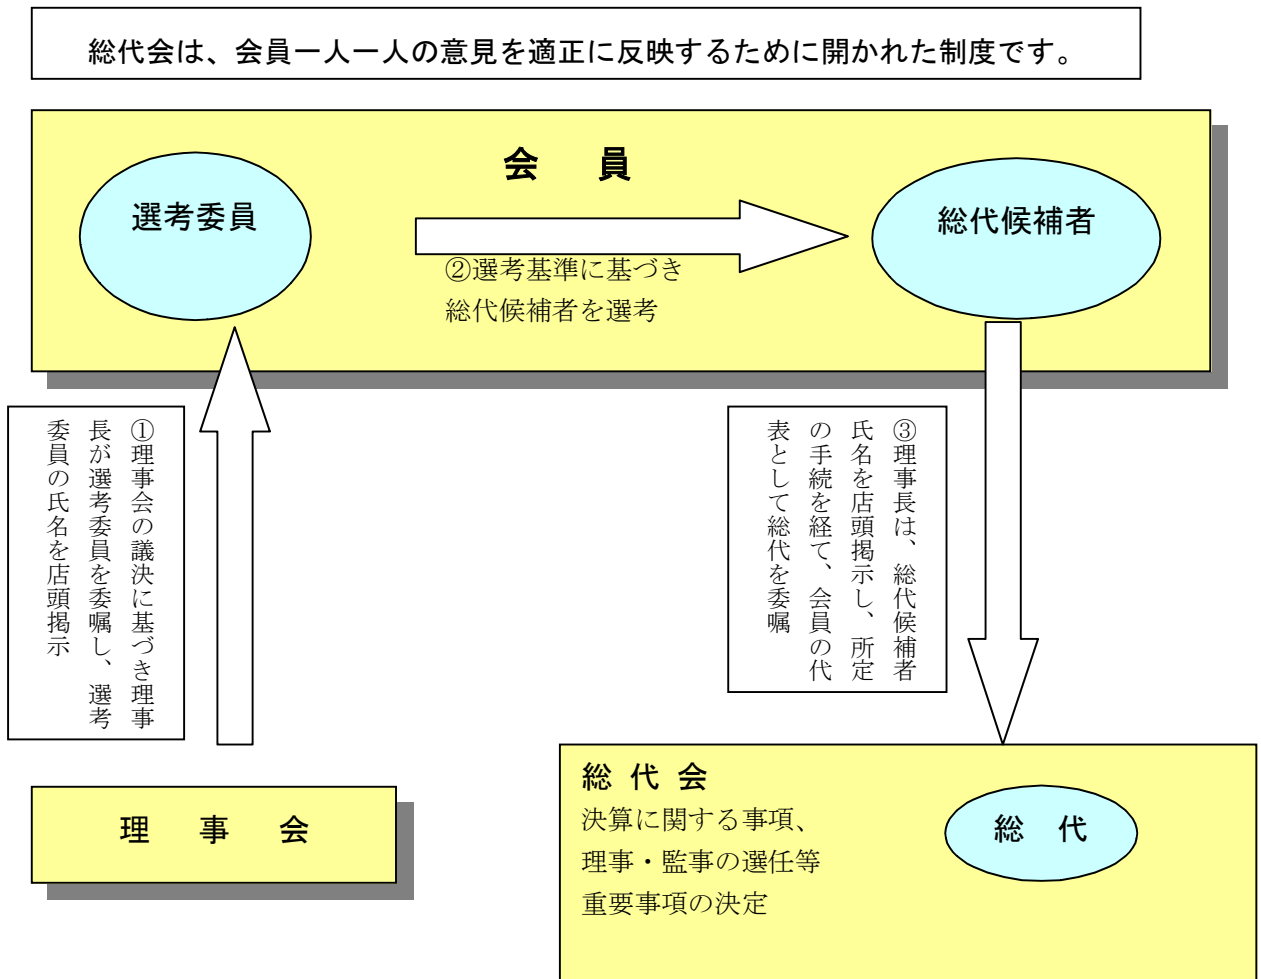 総代会は、会員一人一人の意見を適正に反映するために開かれた制度です。
会 員
選考委員
総代候補者
②選考基準に基づき
総代候補者を選考
①理事会の議決に基づき理事
長が選考委員を委嘱し、選考
委員の氏名を店頭掲示
③理事長は、総代候補者
氏名を店頭掲示し、所定
の手続を経て、会員の代
表として総代を委嘱
理 事 会
総 代 会
決算に関する事項、
理事・監事の選任等
重要事項の決定
総 代